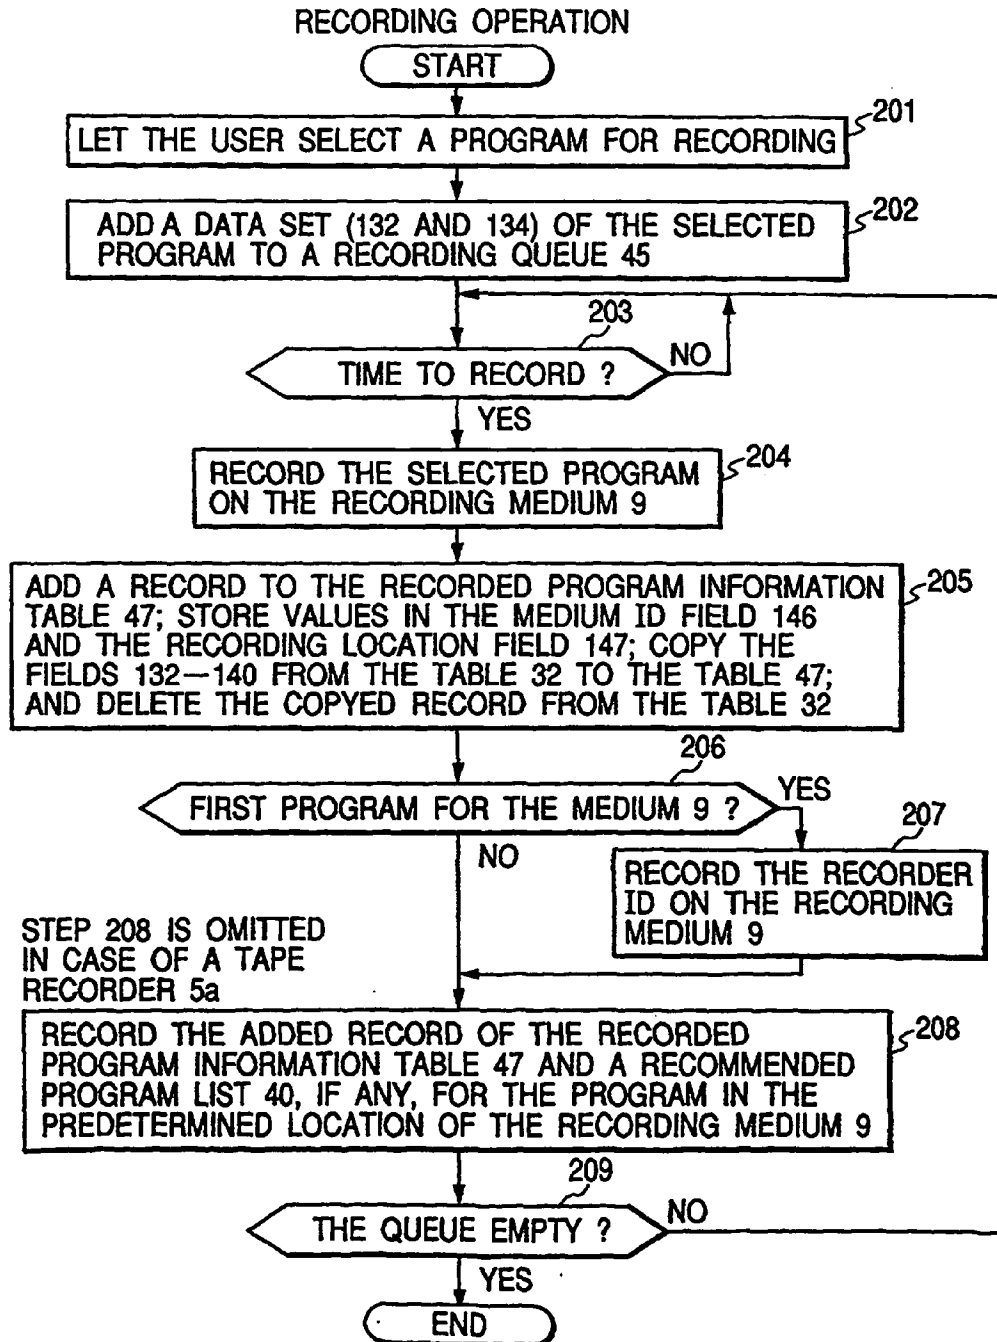 RECORDING OPERATION
START
201
LET THE USER SELECT A PROGRAM FOR RECORDING
202
ADD A DATA SET (132 AND 134) OF THE SELECTED
PROGRAM TO A RECORDING QUEUE 45
203
TIME TO RECORD ?
NO
YES
204
RECORD THE SELECTED PROGRAM
ON THE RECORDING MEDIUM 9
205
ADD A RECORD TO THE RECORDED PROGRAM INFORMATION
TABLE 47; STORE VALUES IN THE MEDIUM ID FIELD 146
AND THE RECORDING LOCATION FIELD 147; COPY THE
FIELDS 132—140 FROM THE TABLE 32 TO THE TABLE 47;
AND DELETE THE COPYED RECORD FROM THE TABLE 32
206
FIRST PROGRAM FOR THE MEDIUM 9 ?
YES
NO
207
RECORD THE RECORDER
ID ON THE RECORDING
MEDIUM 9
STEP 208 IS OMITTED
IN CASE OF A TAPE
RECORDER 5a
208
RECORD THE ADDED RECORD OF THE RECORDED
PROGRAM INFORMATION TABLE 47 AND A RECOMMENDED
PROGRAM LIST 40, IF ANY, FOR THE PROGRAM IN THE
PREDETERMINED LOCATION OF THE RECORDING MEDIUM 9
209
THE QUEUE EMPTY ?
NO
YES
END